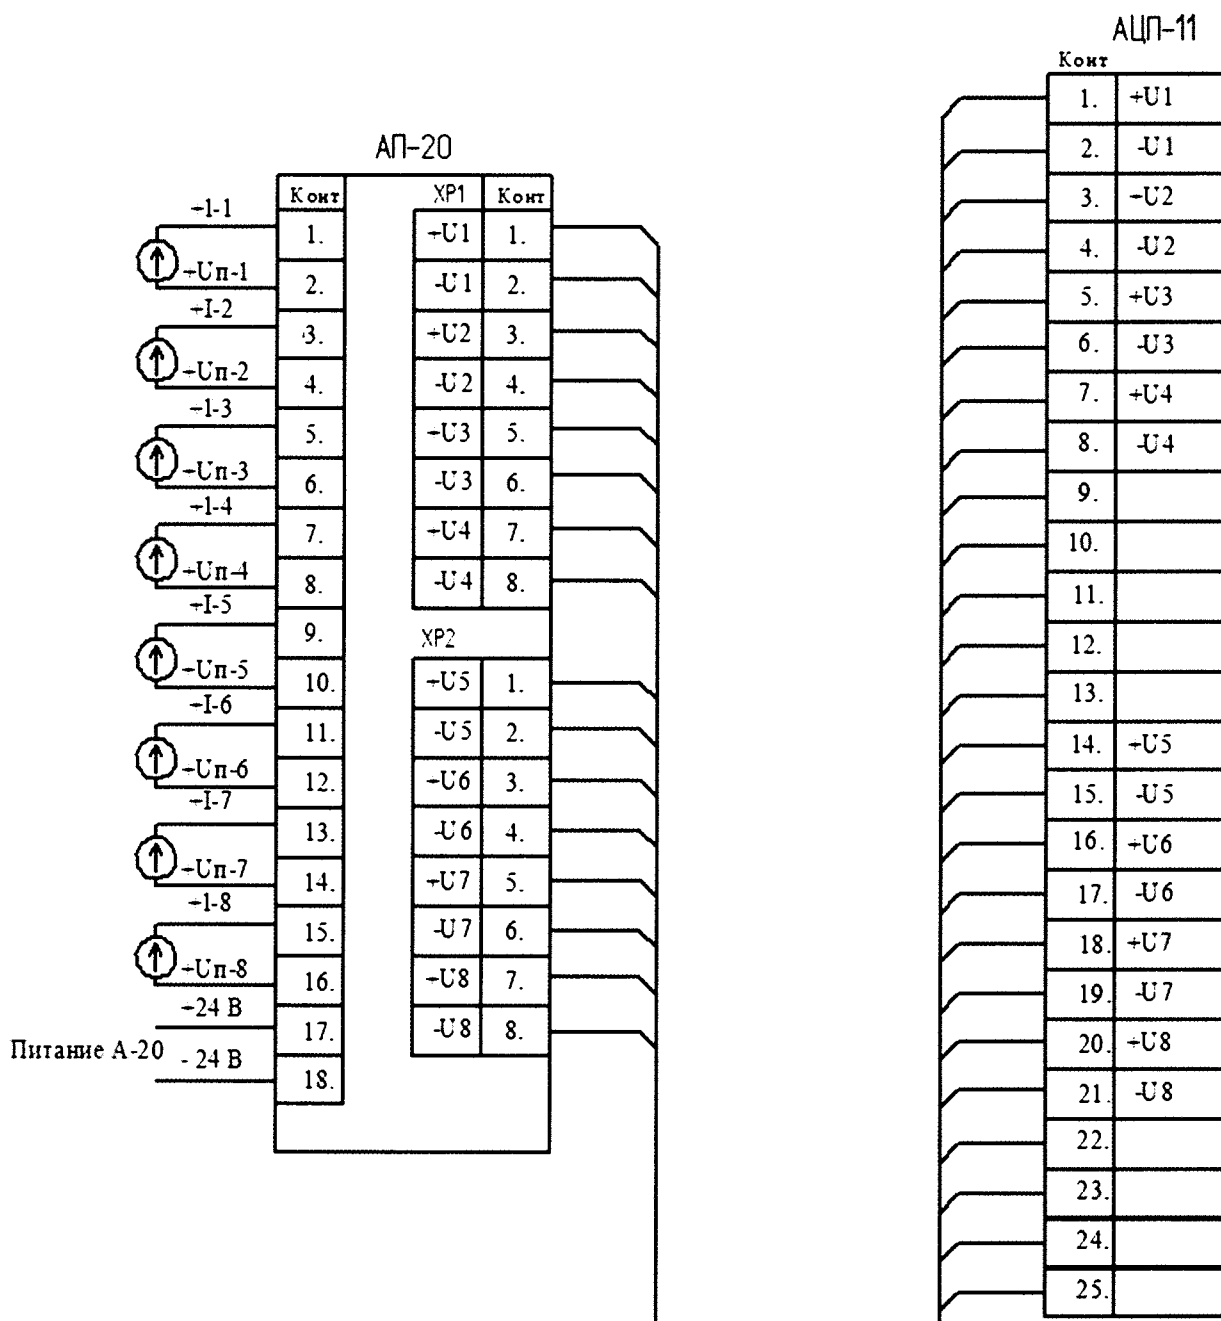 АЦП-11
Конт
1. +U1
2. -U1
3. +U2
4. -U2
5. +U3
6. -U3
7. +U4
8. -U4
9.
10.
11.
12.
13.
14. +U5
15. -U5
16. +U6
17. -U6
18. +U7
19. -U7
20. +U8
21. -U8
22.
23.
24.
25.
АП-20
Конт XP1 Конт
+1-1
1. +U1 1.
+Uп-1
2. -U1 2.
+I-2
3. +U2 3.
+Uп-2
4. -U2 4.
+1-3
5. +U3 5.
+Uп-3
6. -U3 6.
+1-4
7. +U4 7.
+Uп-4
8. -U4 8.
+I-5
9. XP2
+Uп-5
10. +U5 1.
+I-6
11. -U5 2.
+Uп-6
12. +U6 3.
+I-7
13. -U6 4.
+Uп-7
14. +U7 5.
+1-8
15. -U7 6.
+Uп-8
16. +U8 7.
+24 В
17. -U8 8.
Питание А-20
- 24 В
18.